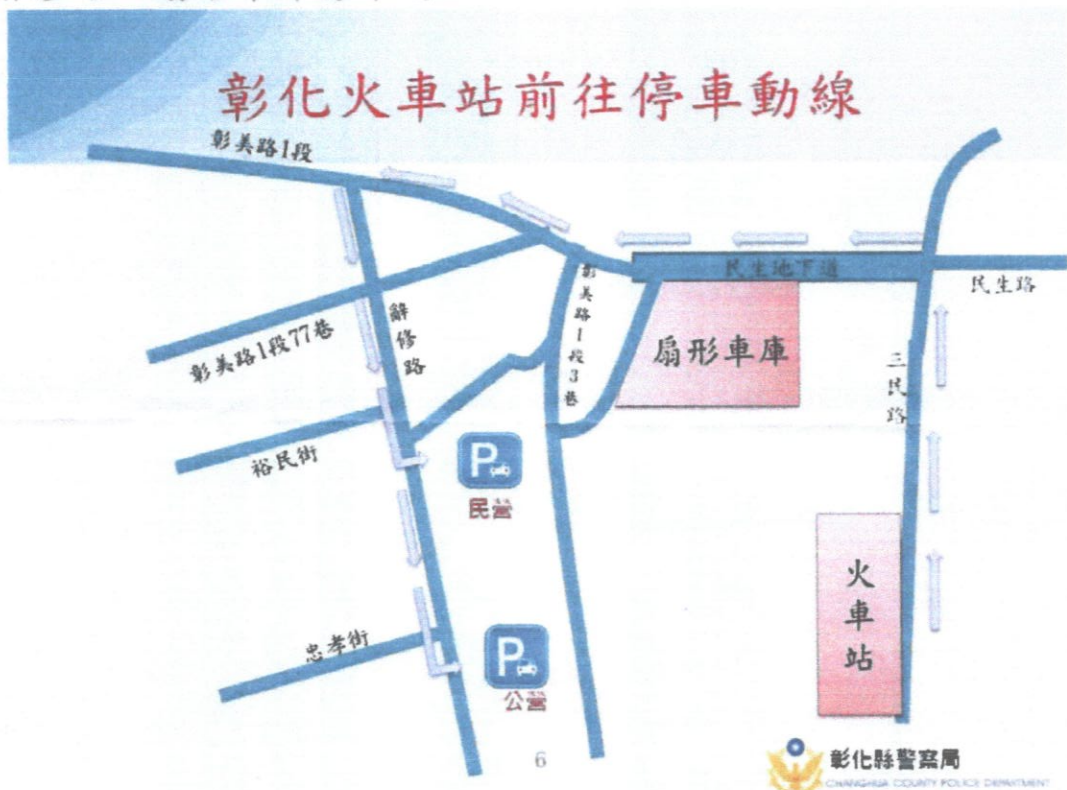 彰化火車站前往停車動線
彰美路1段
民生地下道
民生路
彰美路1段3巷
扇形車庫
三民路
彰美路1段77巷
辭修路
裕民街
P
民營
火車站
忠孝街
P
公營
6
彰化縣警察局
CHANGHUA COUNTY POLICE DEPARTMENT